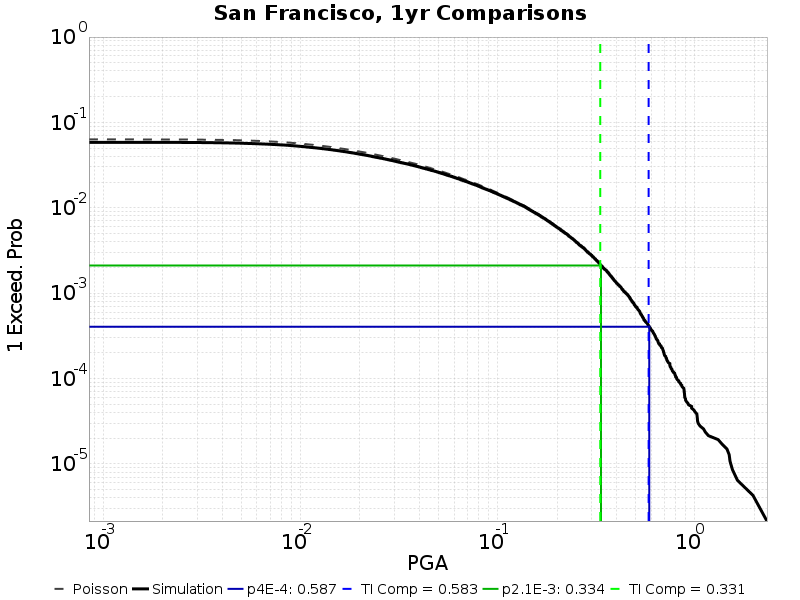 San Francisco, 1yr Comparisons
10^0
10^-1
10^-2
10^-3
10^-4
10^-5
1 Exceed. Prob
10^-3
10^-2
10^-1
10^0
PGA
Poisson Simulation p4E-4: 0.587 TI Comp = 0.583 p2.1E-3: 0.334 TI Comp = 0.331